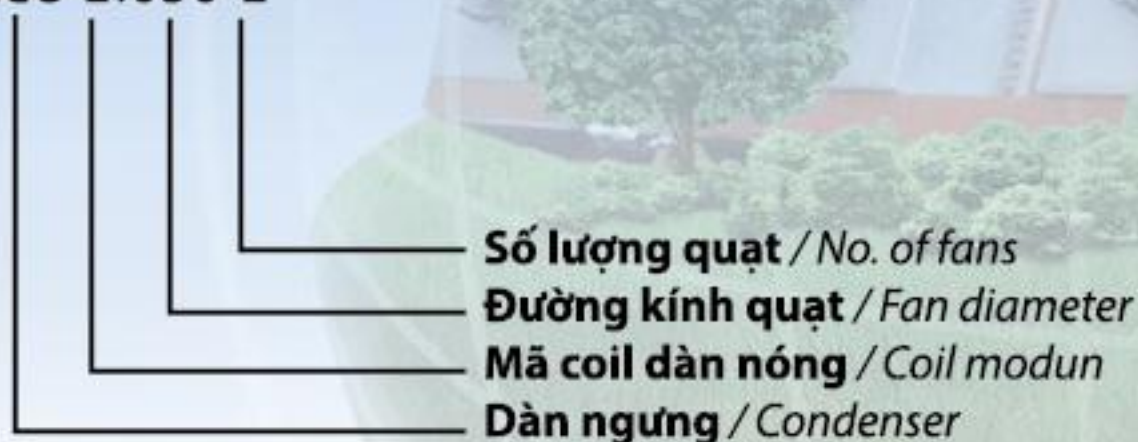 Số lượng quạt / No. of fans
Đường kính quạt / Fan diameter
Mã coil dàn nóng / Coil modun
Dàn ngưng / Condenser